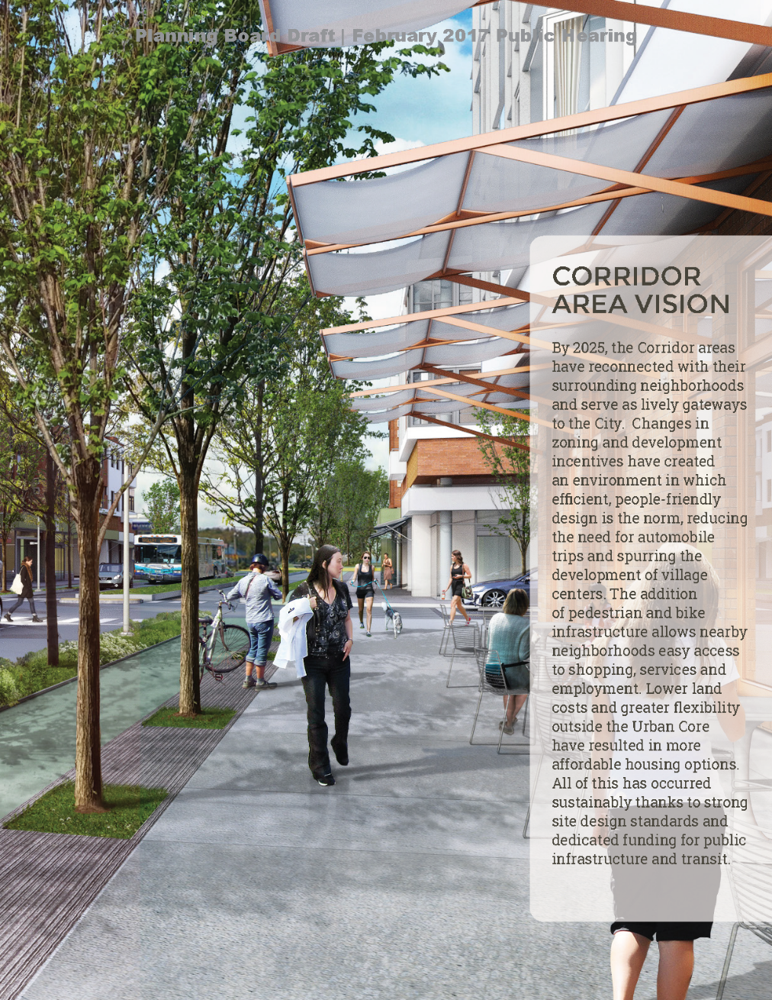 Planning Board Draft | February 2017 Public Hearing
CORRIDOR
AREA VISION
By 2025, the Corridor areas
have reconnected with their
surrounding neighborhoods
and serve as lively gateways
to the City.  Changes in
zoning and development
incentives have created
an environment in which
efficient, people-friendly
design is the norm, reducing
the need for automobile
trips and spurring the
development of village
centers. The addition
of pedestrian and bike
infrastructure allows nearby
neighborhoods easy access
to shopping, services and
employment. Lower land
costs and greater flexibility
outside the Urban Core
have resulted in more
affordable housing options.
All of this has occurred
sustainably thanks to strong
site design standards and
dedicated funding for public
infrastructure and transit.